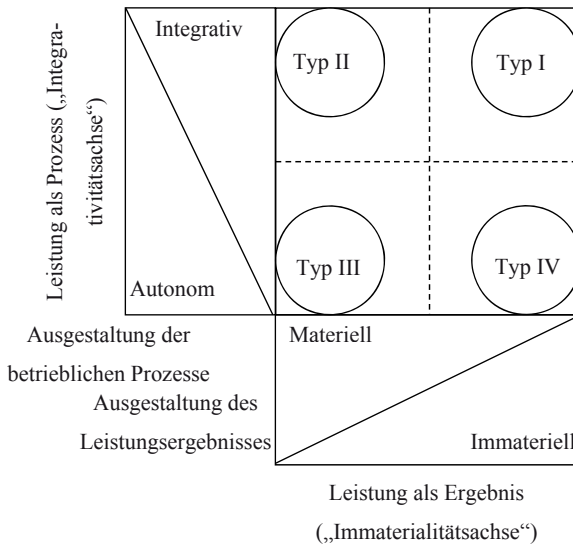 Leistung als Prozess („Integra-
tivitätsachse“)
Integrativ
Typ II
Typ I
Typ III
Typ IV
Autonom
Ausgestaltung der
betrieblichen Prozesse
Materiell
Ausgestaltung des
Leistungsergebnisses
Immateriell
Leistung als Ergebnis
(„Immaterialitätsachse“)